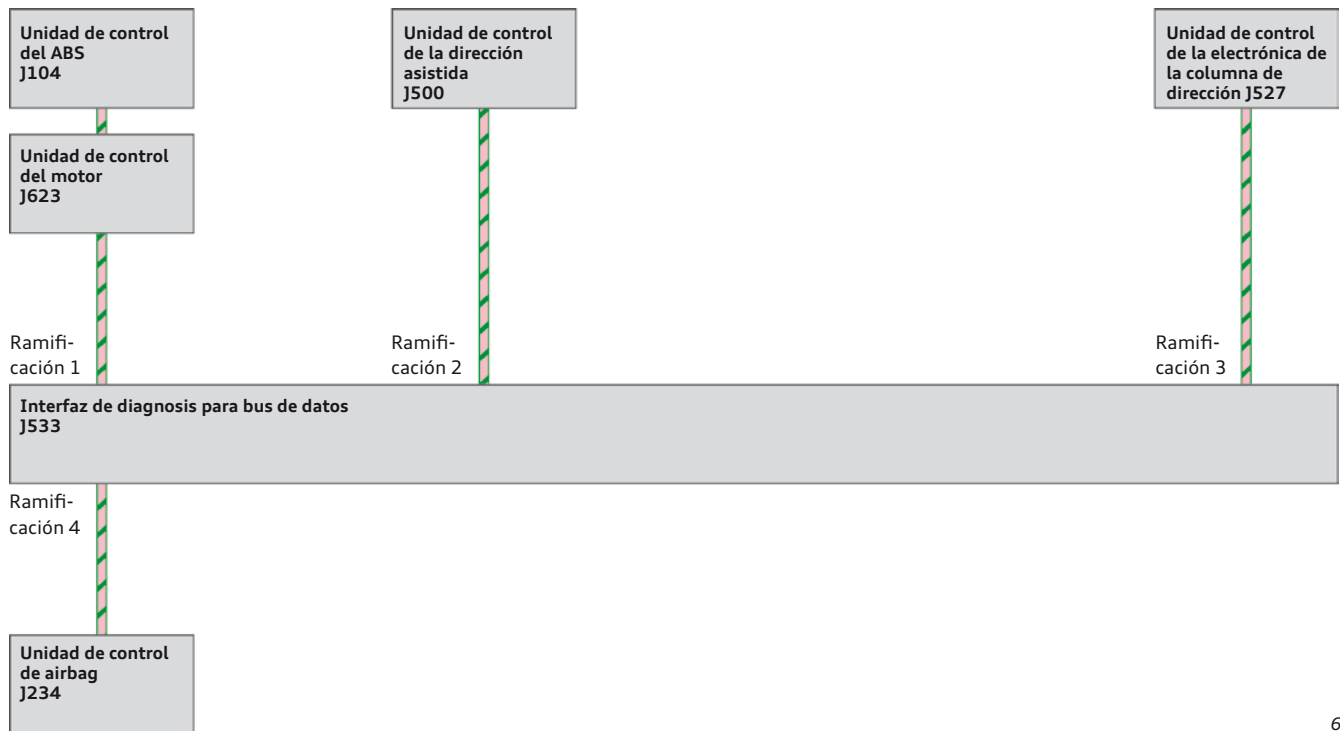 Unidad de control
del ABS
J104
Unidad de control
de la dirección
asistida
J500
Unidad de control
de la electrónica de
la columna de
dirección J527
Unidad de control
del motor
J623
Ramifi-
cación 1
Ramifi-
cación 2
Ramifi-
cación 3
Interfaz de diagnosis para bus de datos
J533
Ramifi-
cación 4
Unidad de control
de airbag
J234
6